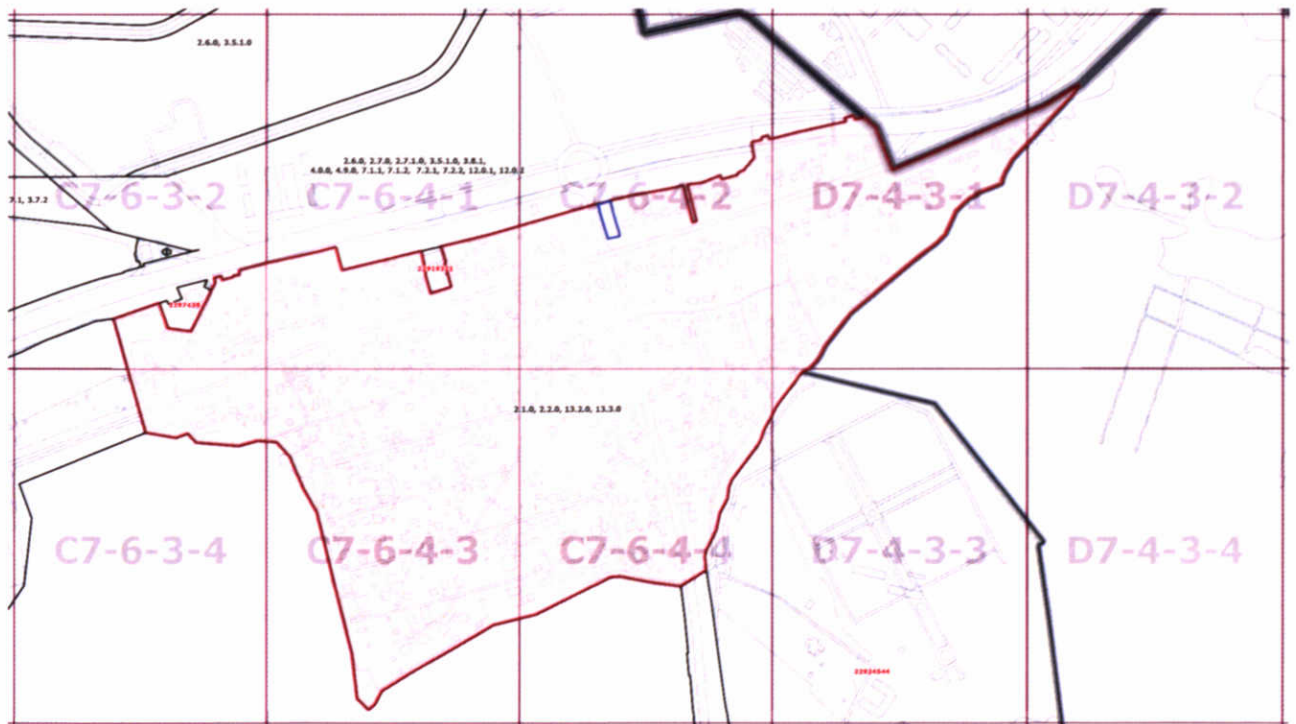 2.6.0, 3.5.1.0
2.6.0, 2.7.0, 2.7.1.0, 3.5.1.0, 3.8.1,
4.0.0, 4.9.0, 7.1.1, 7.1.2, 7.2.1, 7.2.2, 12.0.1, 12.0.2
7.1, 3.7.2
C7-6-3-2
C7-6-4-1
C7-6-4-2
D7-4-3-1
D7-4-3-2
2.1.0, 2.2.0, 13.2.0, 13.3.0
C7-6-3-4
C7-6-4-3
C7-6-4-4
D7-4-3-3
D7-4-3-4